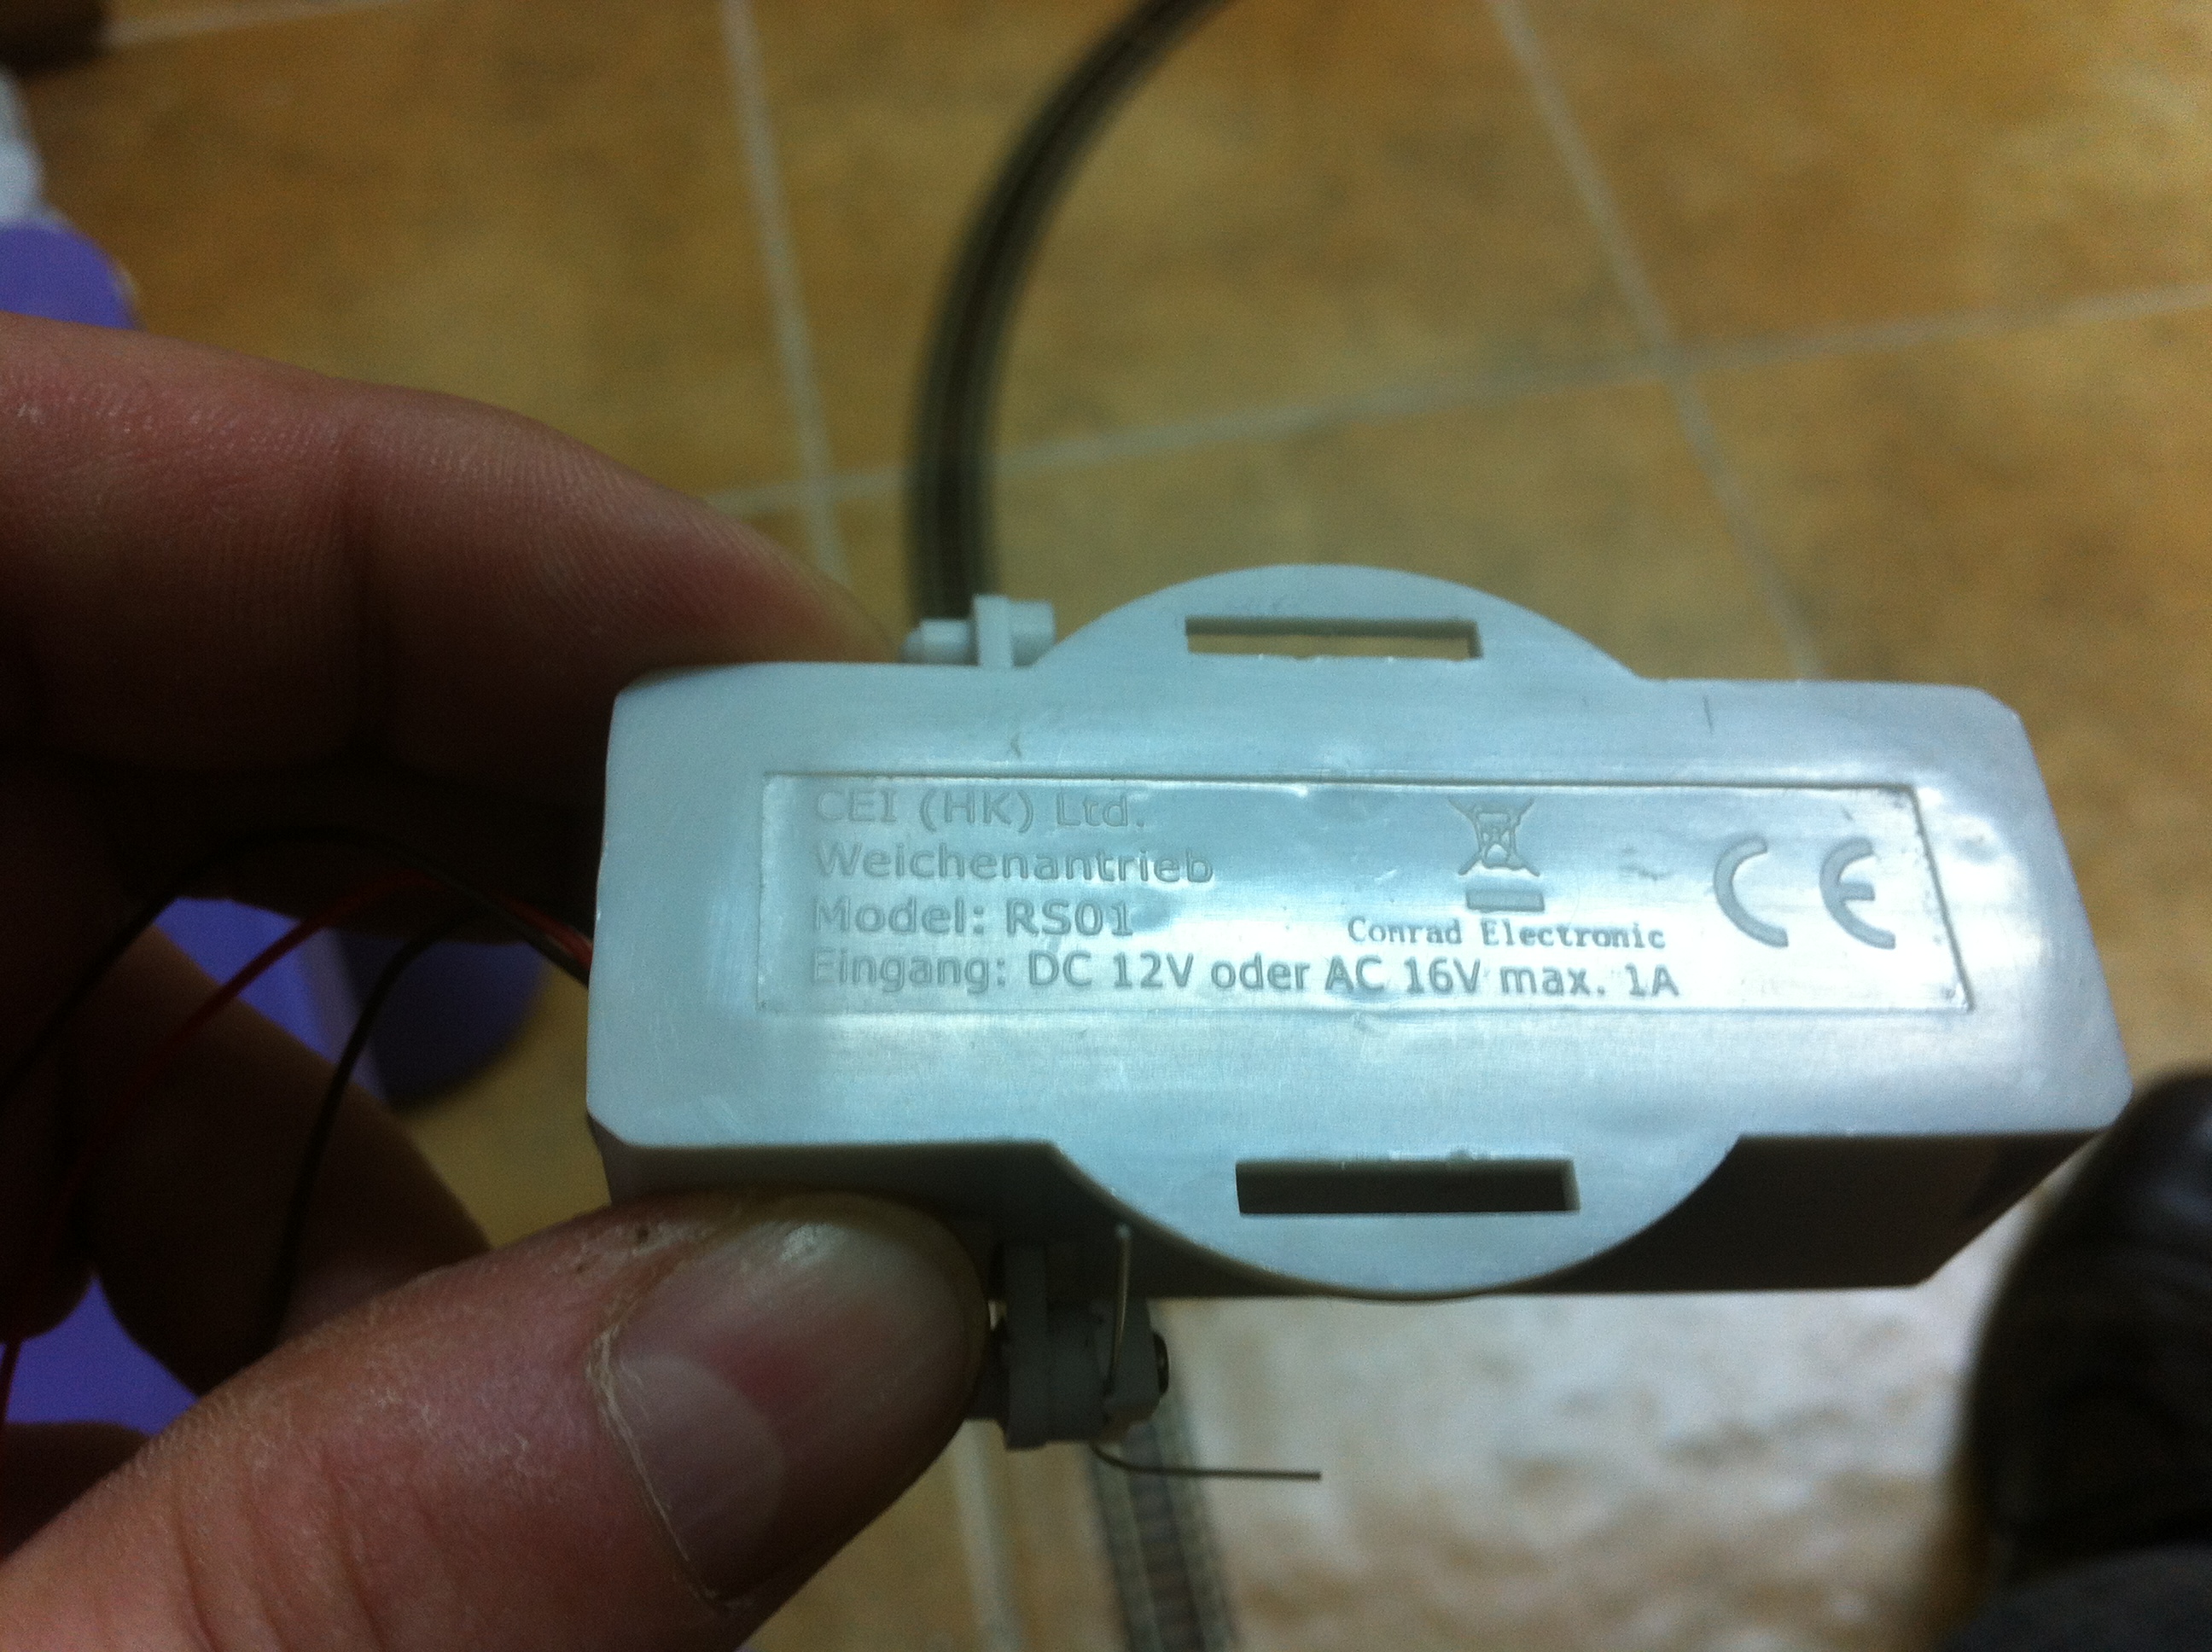 CEI (HK) Ltd.
Weichenantrieb
Model: RS01
Eingang: DC 12V oder AC 16V max. 1A
Conrad Electronic
CE